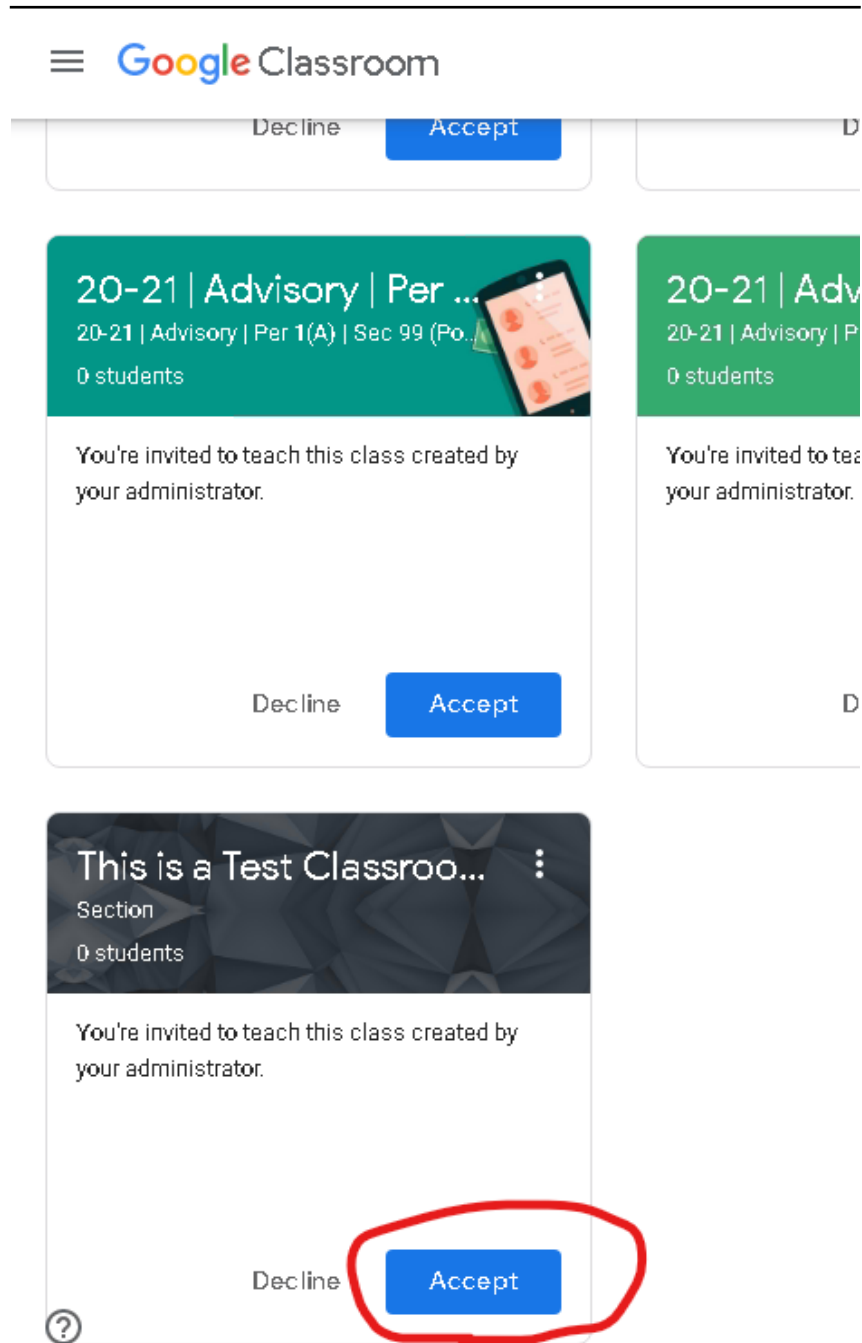 Google Classroom
Decline Accept
20-21 | Advisory | Per ...
20-21 | Advisory | Per 1(A) | Sec 99 (Po...
0 students
You're invited to teach this class created by
your administrator.
Decline Accept
20-21 | Adv
20-21 | Advisory | P
0 students
You're invited to tea
your administrator.
This is a Test Classroo...
Section
0 students
You're invited to teach this class created by
your administrator.
Decline Accept